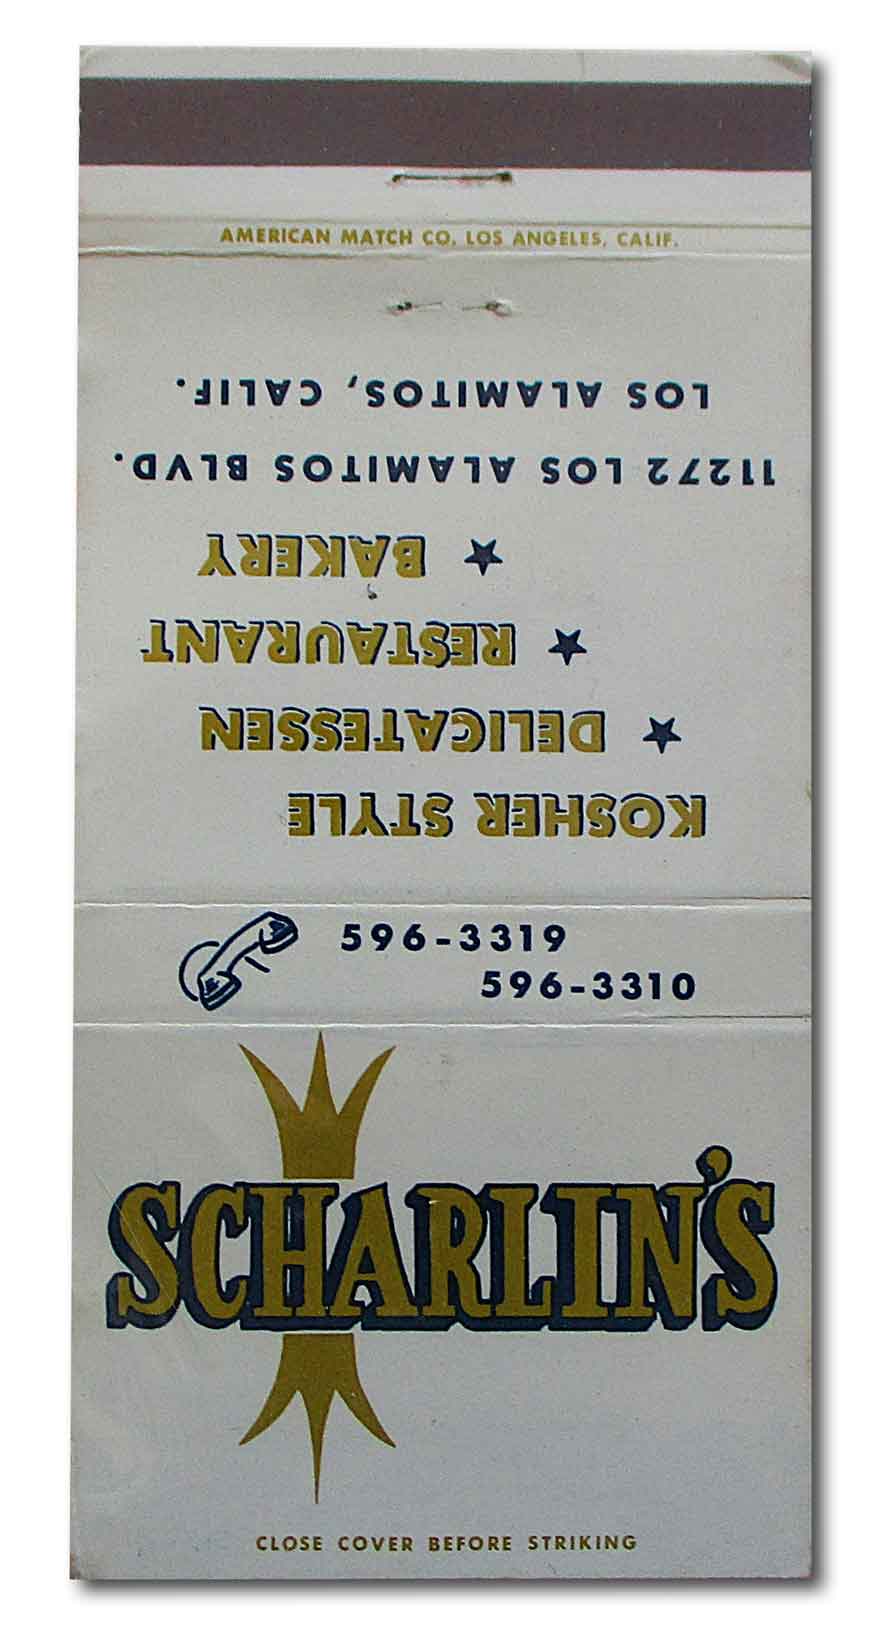 AMERICAN MATCH CO. LOS ANGELES, CALIF.
KOSHER STYLE
★ DELICATESSEN
★ RESTAURANT
★ BAKERY
11272 LOS ALAMITOS BLVD.
LOS ALAMITOS, CALIF.
596-3319
596-3310
SCHARLIN'S
CLOSE COVER BEFORE STRIKING